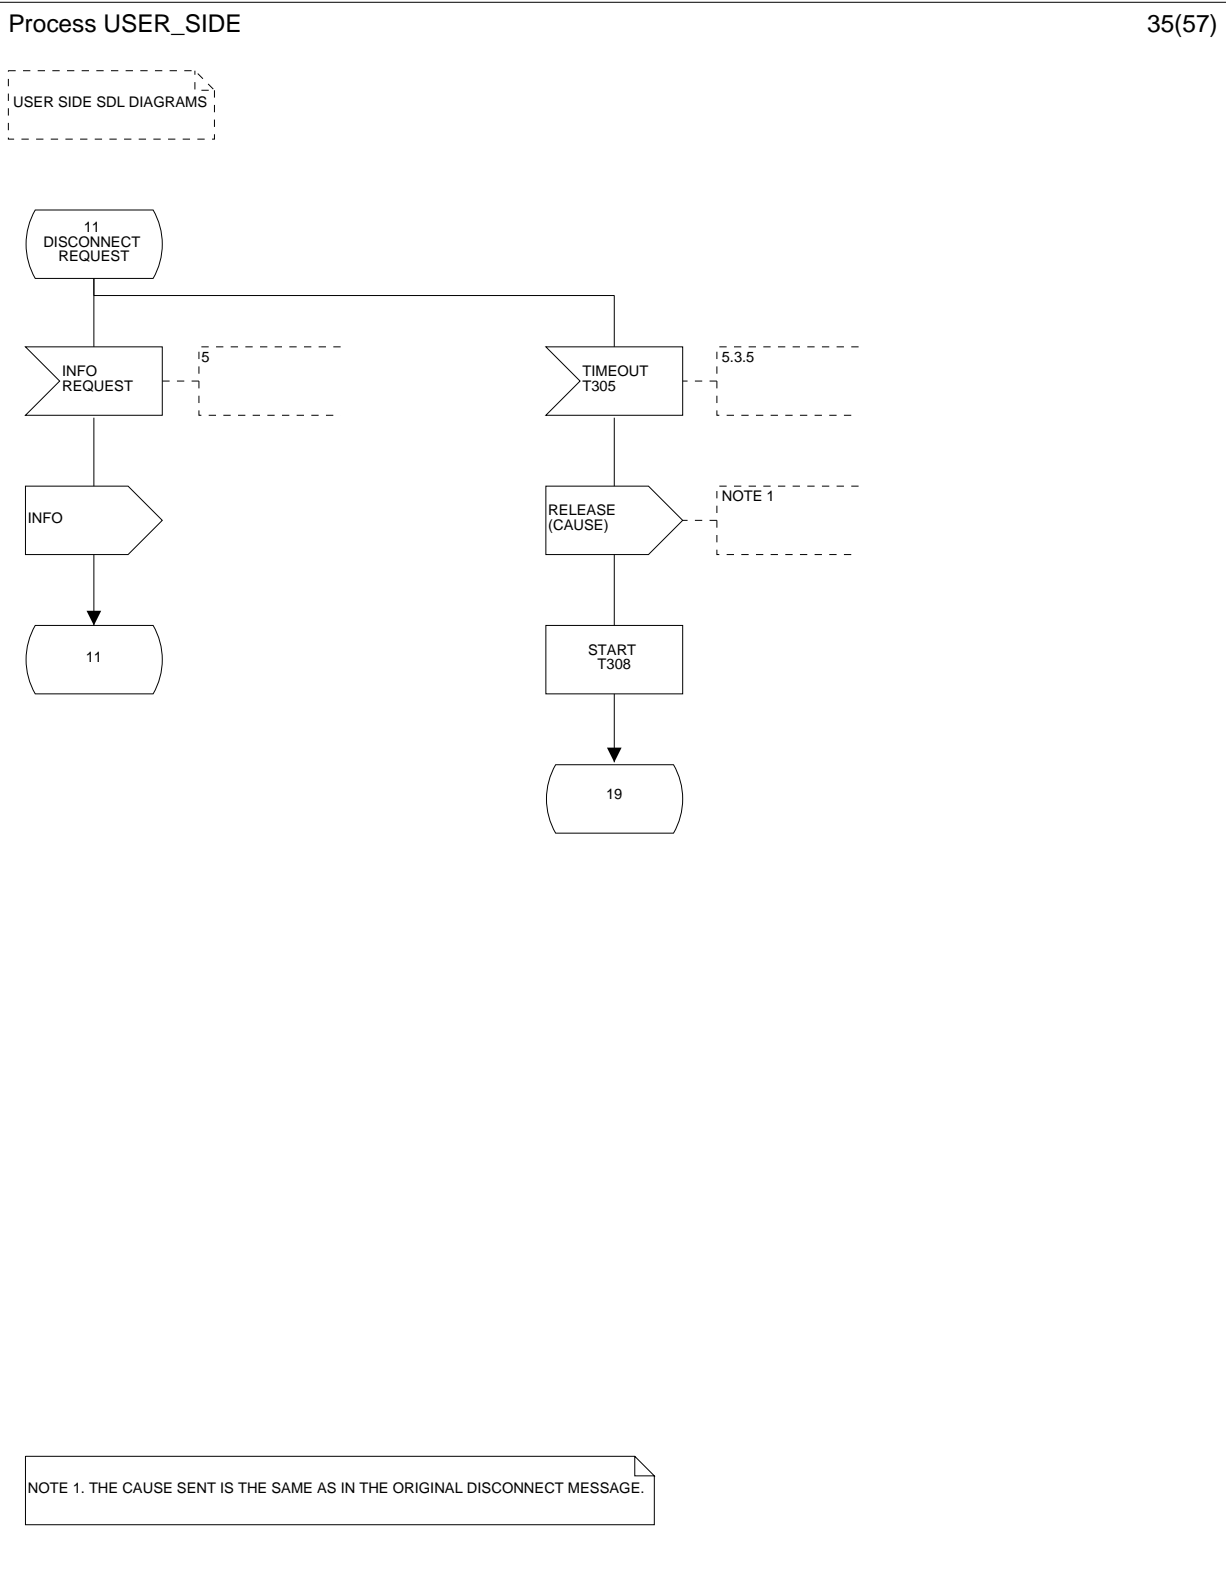 Process USER_SIDE
35(57)
USER SIDE SDL DIAGRAMS
11
DISCONNECT
REQUEST
INFO
REQUEST
5
TIMEOUT
T305
5.3.5
INFO
RELEASE
(CAUSE)
NOTE 1
11
START
T308
19
NOTE 1. THE CAUSE SENT IS THE SAME AS IN THE ORIGINAL DISCONNECT MESSAGE.